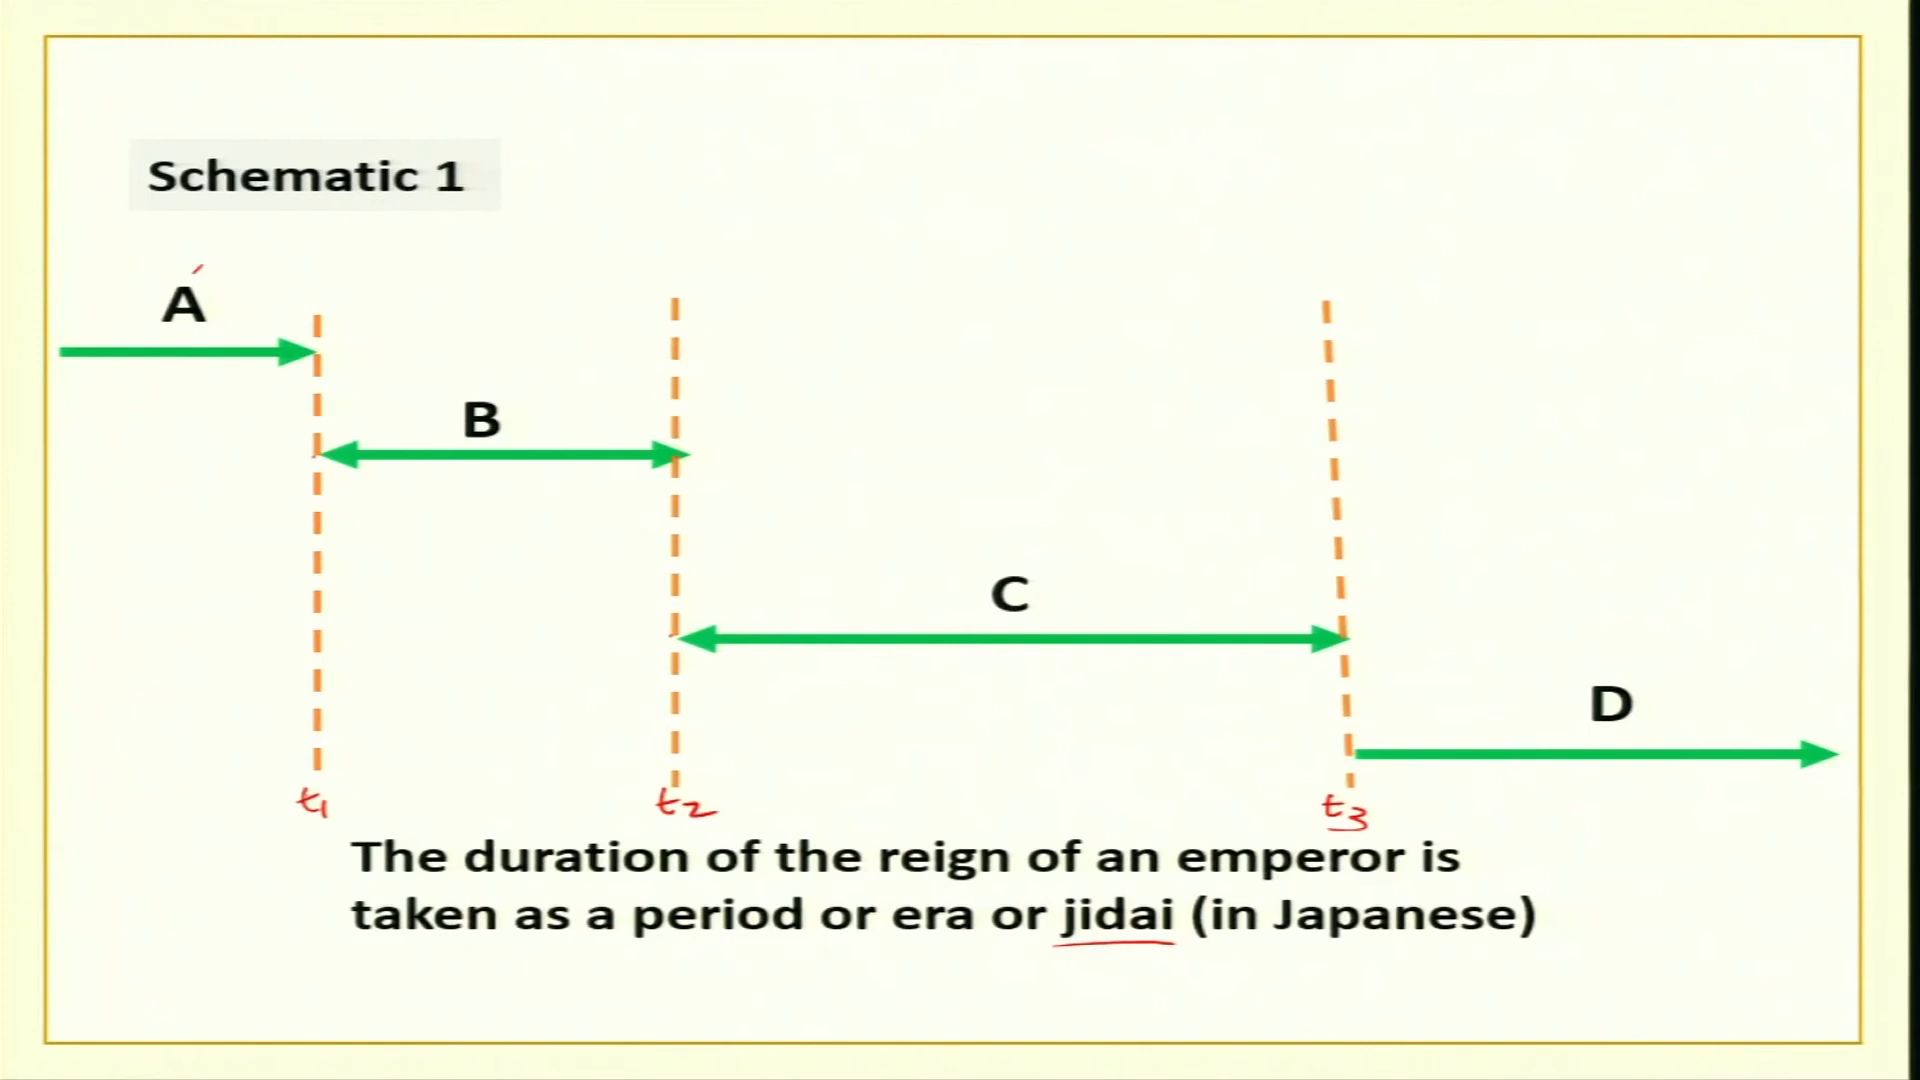 Schematic 1
A
B
C
D
t1
t2
t3
The duration of the reign of an emperor is
taken as a period or era or jidai (in Japanese)